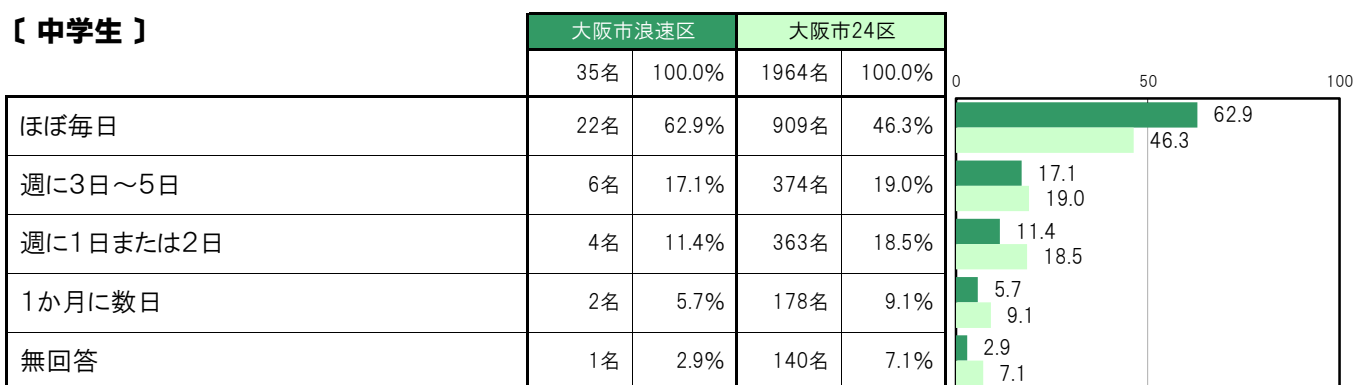 〔 中学生 〕
大阪市浪速区 大阪市24区
35名 100.0% 1964名 100.0%
0 50 100
ほぼ毎日 22名 62.9% 909名 46.3% 62.9
46.3
週に3日～5日 6名 17.1% 374名 19.0% 17.1
19.0
週に1日または2日 4名 11.4% 363名 18.5% 11.4
18.5
1か月に数日 2名 5.7% 178名 9.1% 5.7
9.1
無回答 1名 2.9% 140名 7.1% 2.9
7.1